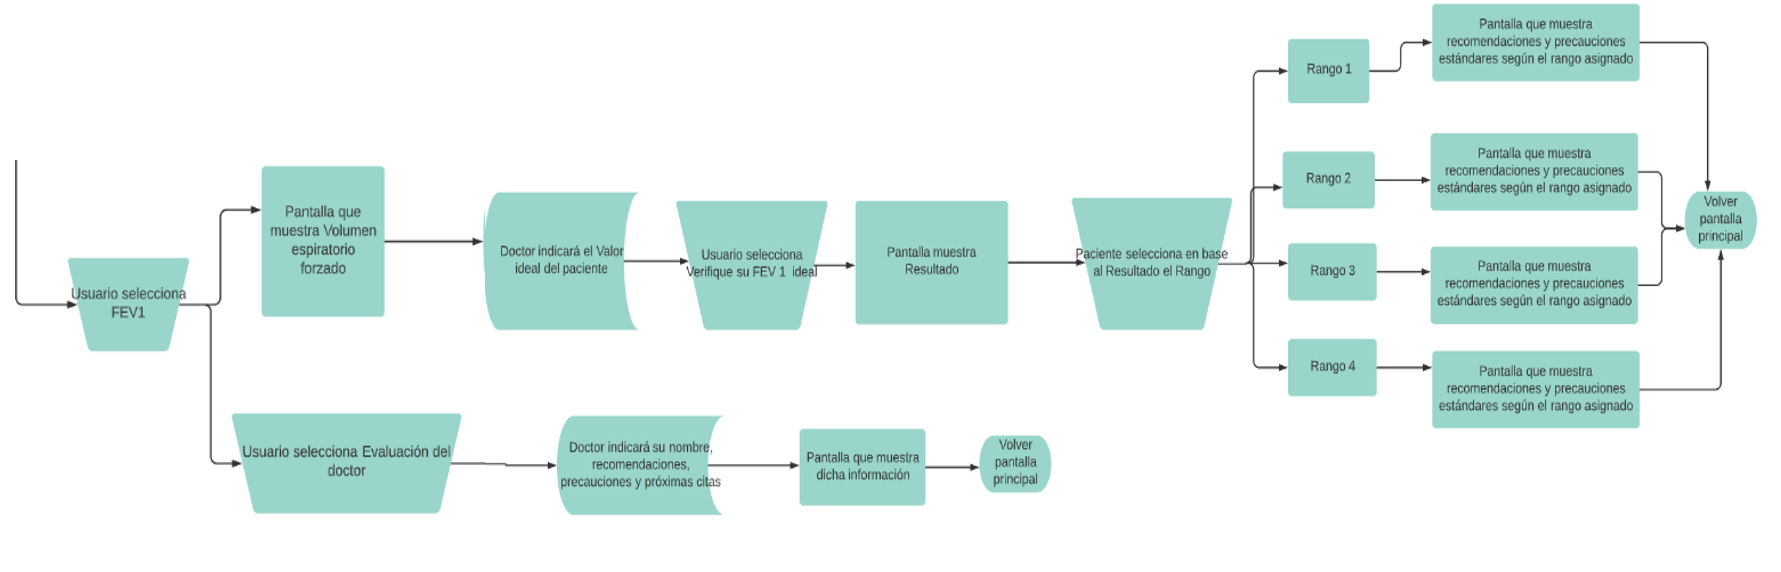 Usuario selecciona
FEV1
Pantalla que
muestra Volumen
espiratorio
forzado
Doctor indicará el Valor
ideal del paciente
Usuario selecciona
Verifique su FEV 1 ideal
Pantalla muestra
Resultado
Paciente selecciona en base
al Resultado el Rango
Rango 1
Pantalla que muestra
recomendaciones y precauciones
estándares según el rango asignado
Rango 2
Pantalla que muestra
recomendaciones y precauciones
estándares según el rango asignado
Rango 3
Pantalla que muestra
recomendaciones y precauciones
estándares según el rango asignado
Rango 4
Pantalla que muestra
recomendaciones y precauciones
estándares según el rango asignado
Volver
pantalla
principal
Usuario selecciona Evaluación del
doctor
Doctor indicará su nombre,
recomendaciones,
precauciones y próximas citas
Pantalla que muestra
dicha información
Volver
pantalla
principal